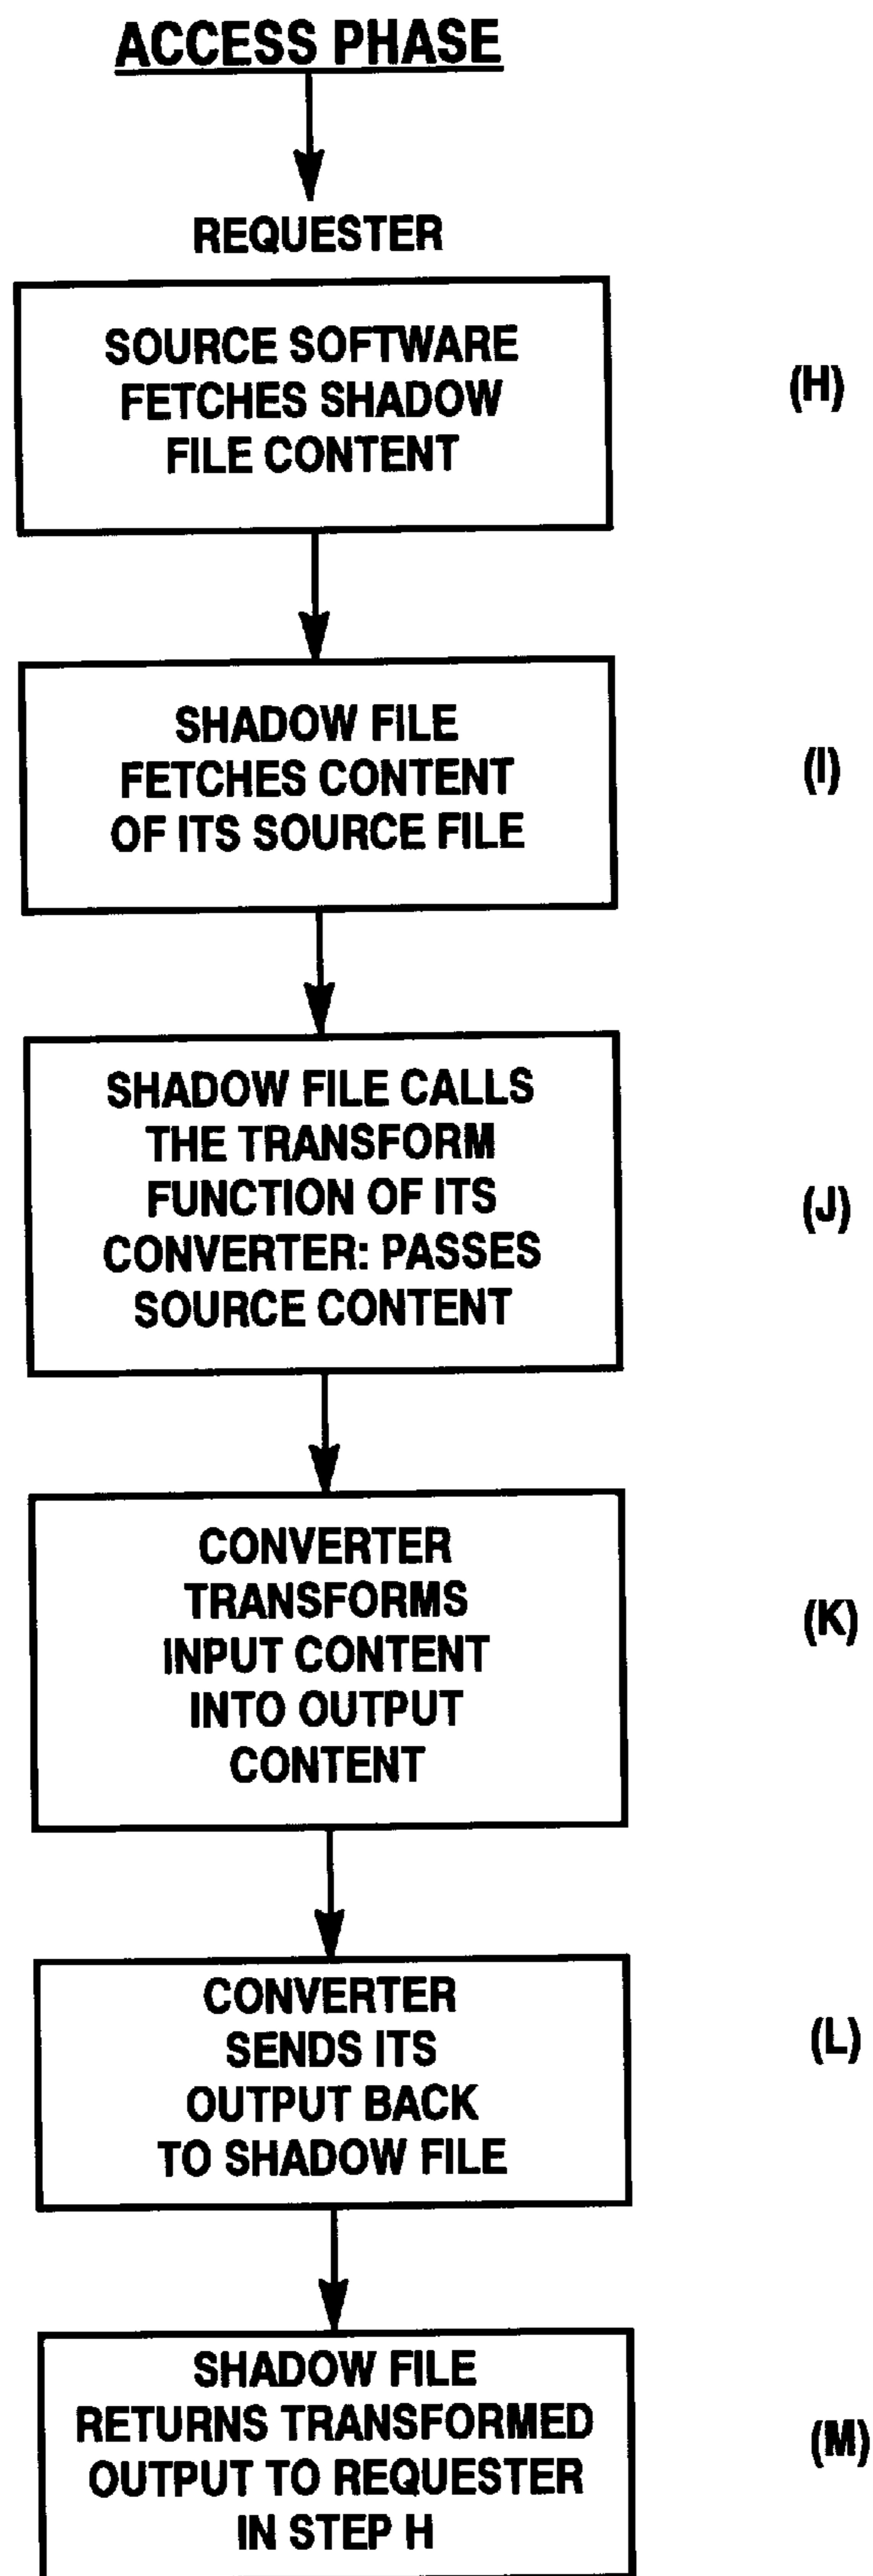 ACCESS PHASE
REQUESTER
SOURCE SOFTWARE
FETCHES SHADOW
FILE CONTENT
(H)
SHADOW FILE
FETCHES CONTENT
OF ITS SOURCE FILE
(I)
SHADOW FILE CALLS
THE TRANSFORM
FUNCTION OF ITS
CONVERTER: PASSES
SOURCE CONTENT
(J)
CONVERTER
TRANSFORMS
INPUT CONTENT
INTO OUTPUT
CONTENT
(K)
CONVERTER
SENDS ITS
OUTPUT BACK
TO SHADOW FILE
(L)
SHADOW FILE
RETURNS TRANSFORMED
OUTPUT TO REQUESTER
IN STEP H
(M)